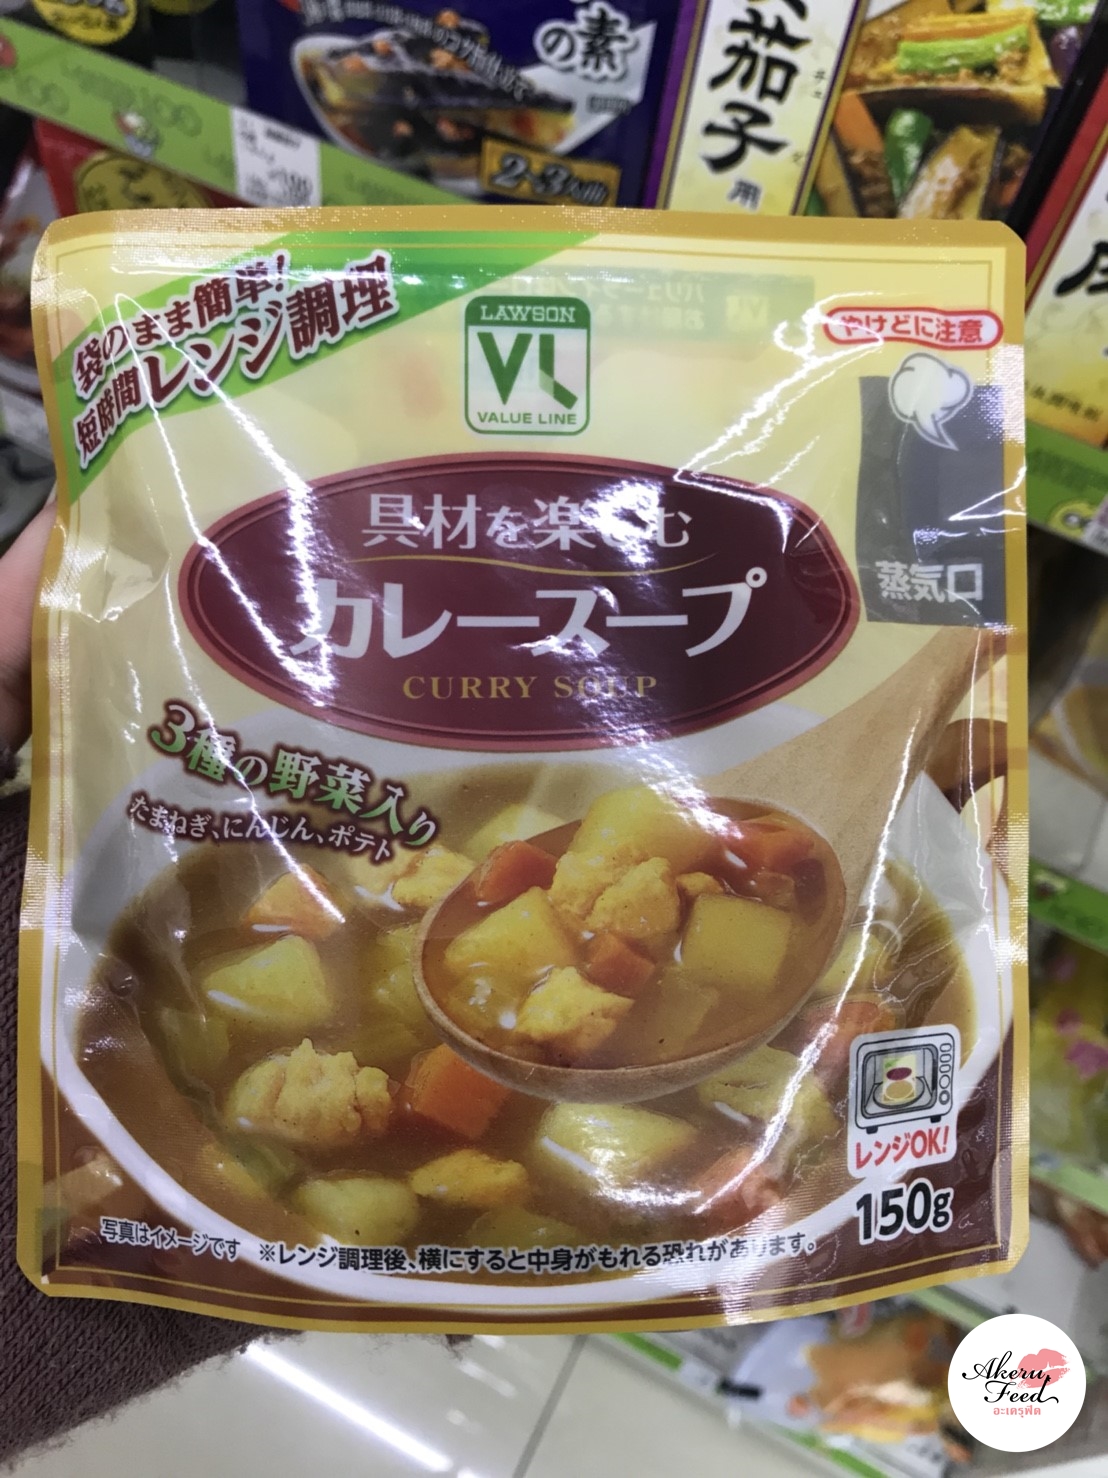 の素
茄子
用
袋のまま簡単!
短時間レンジ調理
LAWSON
VL
VALUE LINE
やけどに注意
蒸気口
具材を楽しむ
カレースープ
CURRY SOUP
3種の野菜入り
たまねぎ、にんじん、ポテト
レンジOK!
150g
写真はイメージです ※レンジ調理後、横にすると中身がもれる恐れがあります。
Akeru
Feed
อะเครุฟีด